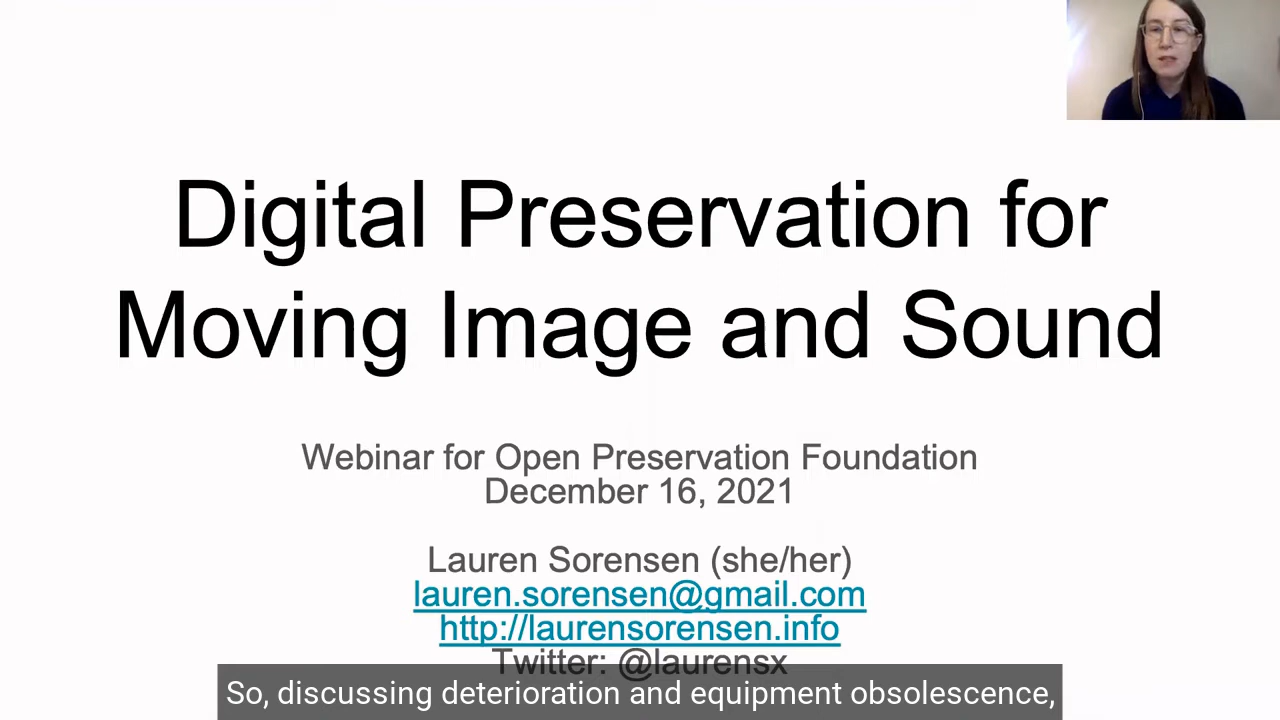 Digital Preservation for
Moving Image and Sound
Webinar for Open Preservation Foundation
December 16, 2021
Lauren Sorensen (she/her)
lauren.sorensen@gmail.com
http://laurensorensen.info
Twitter: @laurensx
So, discussing deterioration and equipment obsolescence,